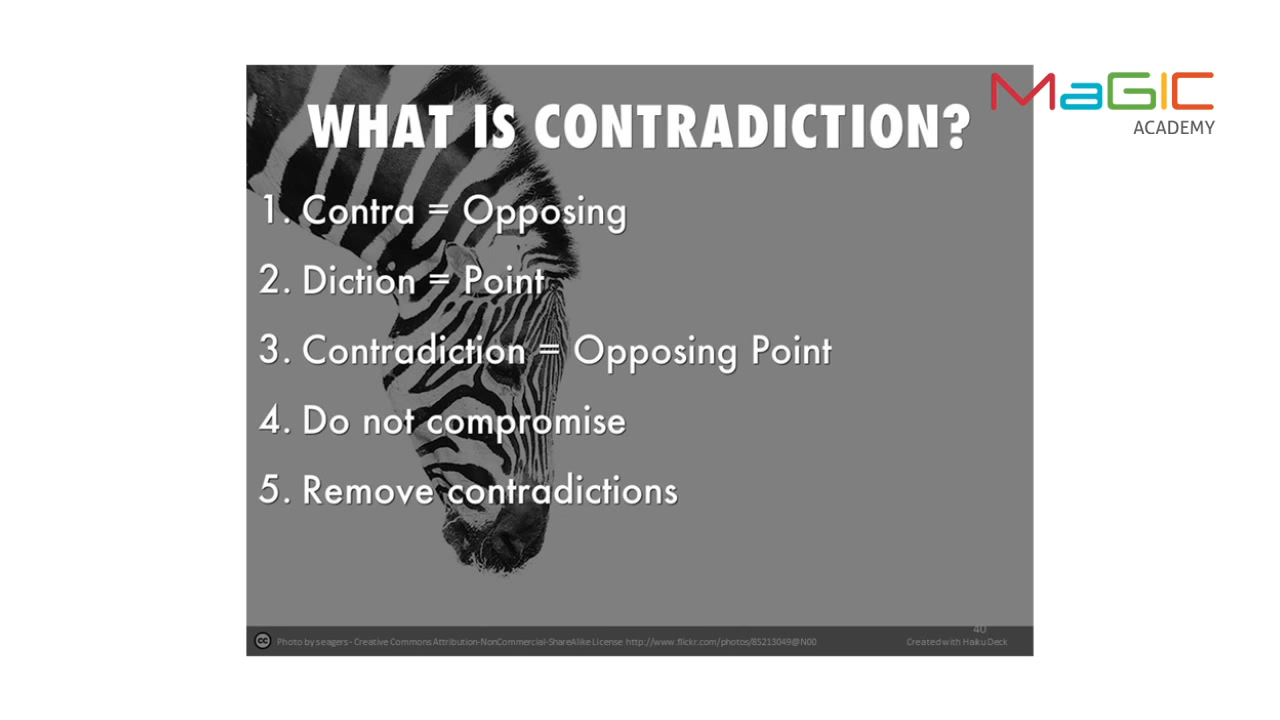 WHAT IS CONTRADICTION?
MaGIC
ACADEMY
1. Contra = Opposing
2. Diction = Point
3. Contradiction = Opposing Point
4. Do not compromise
5. Remove contradictions
40
cc Photo by seagers - Creative Commons Attribution-NonCommercial-ShareAlike License http://www.flickr.com/photos/85213049@N00 Created with Haiku Deck